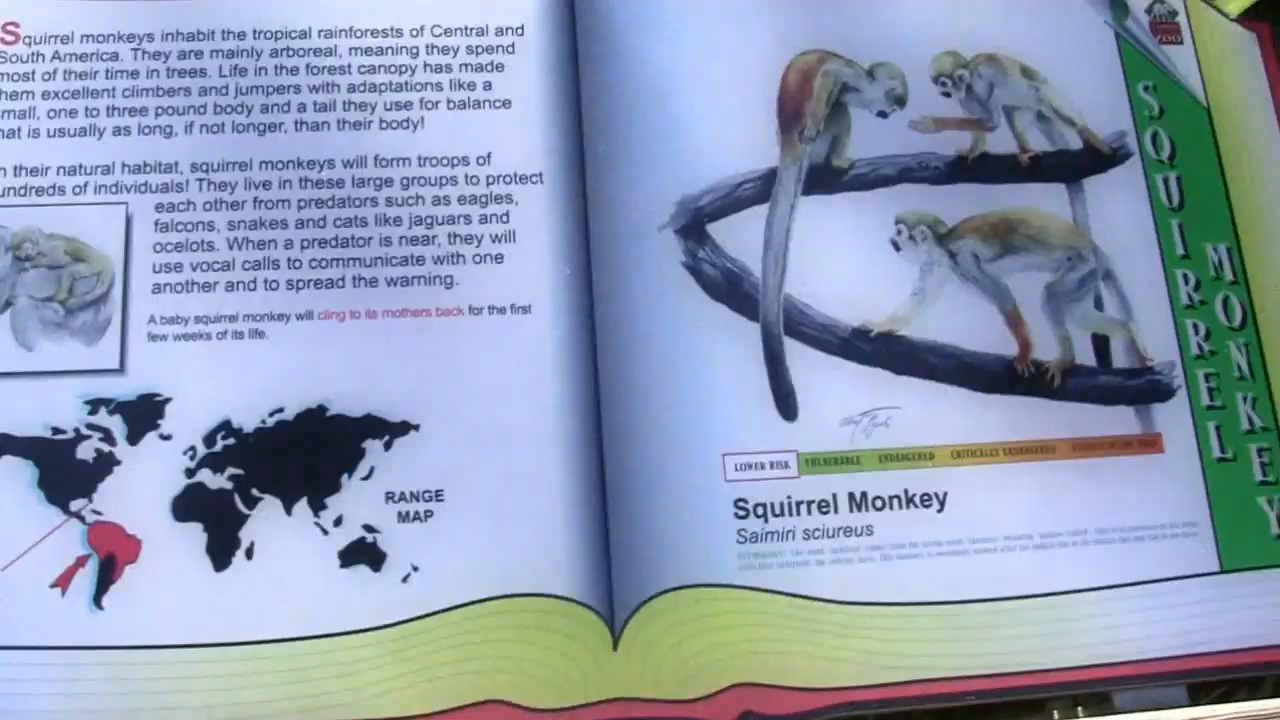 Squirrel monkeys inhabit the tropical rainforests of Central and
South America. They are mainly arboreal, meaning they spend
most of their time in trees. Life in the forest canopy has made
hem excellent climbers and jumpers with adaptations like a
mall, one to three pound body and a tail they use for balance
hat is usually as long, if not longer, than their body!
n their natural habitat, squirrel monkeys will form troops of
undreds of individuals! They live in these large groups to protect
each other from predators such as eagles,
falcons, snakes and cats like jaguars and
ocelots. When a predator is near, they will
use vocal calls to communicate with one
another and to spread the warning.
A baby squirrel monkey will cling to its mothers back for the first
few weeks of its life.
RANGE
MAP
ZOO
SQUIRREL
MONKEY
LOWER RISK VULNERABLE ENDANGERED CRITICALLY ENDANGERED
Squirrel Monkey
Saimiri sciureus